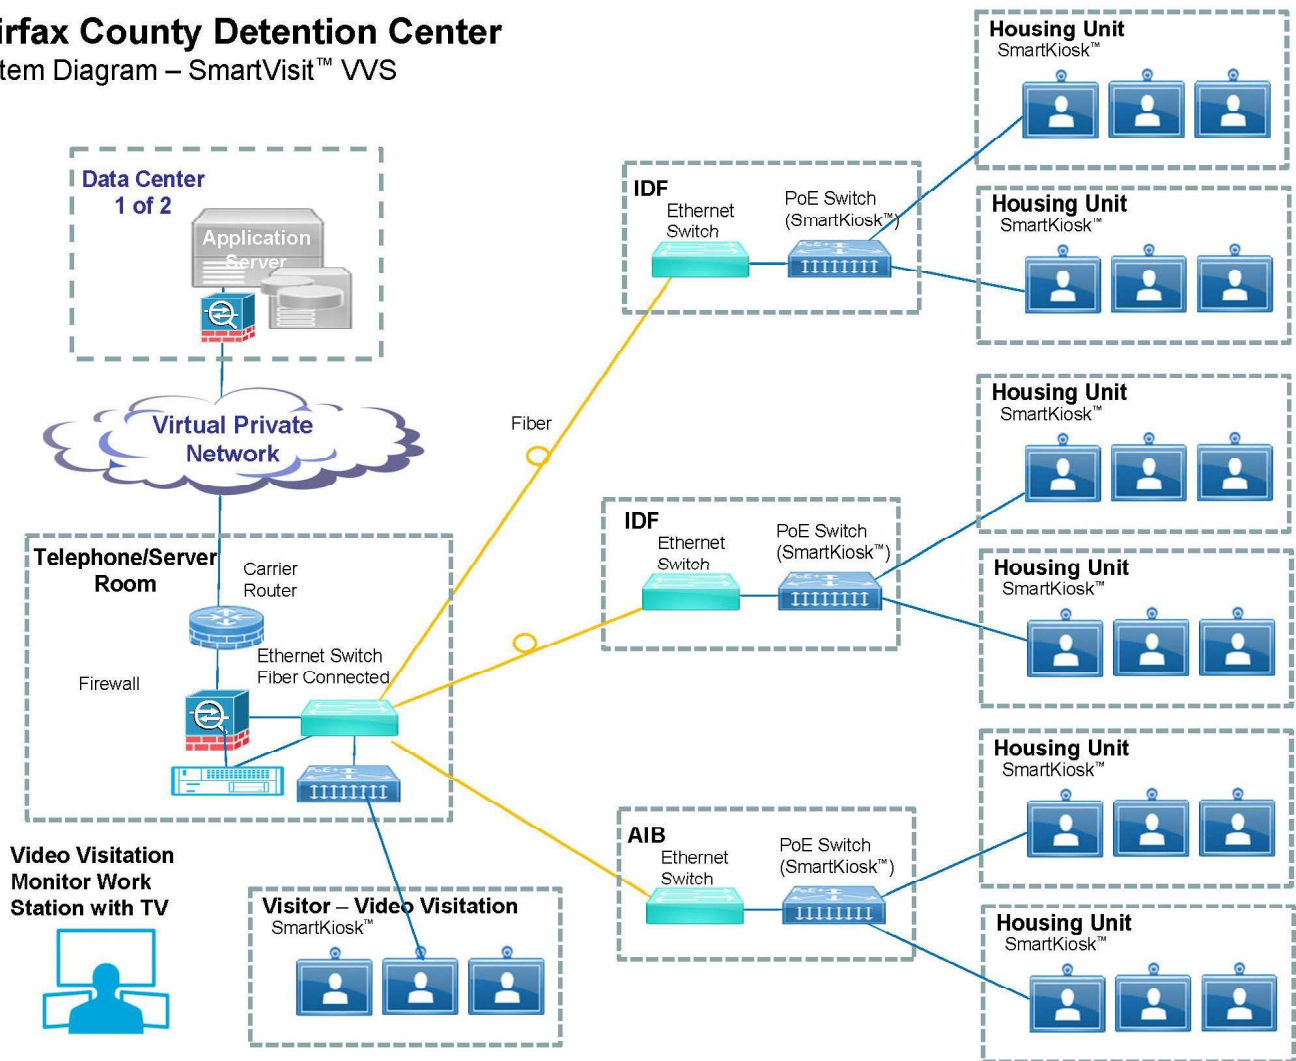 irfax County Detention Center
tem Diagram – SmartVisit™ VVS
Data Center
1 of 2
Application
Server
Virtual Private
Network
Telephone/Server
Room
Carrier
Router
Ethernet Switch
Fiber Connected
Firewall
PoE+
Video Visitation
Monitor Work
Station with TV
Visitor – Video Visitation
SmartKiosk™
Fiber
IDF
Ethernet
Switch
PoE Switch
(SmartKiosk™)
PoE+
IDF
Ethernet
Switch
PoE Switch
(SmartKiosk™)
PoE+
AIB
Ethernet
Switch
PoE Switch
(SmartKiosk™)
PoE+
Housing Unit
SmartKiosk™
Housing Unit
SmartKiosk™
Housing Unit
SmartKiosk™
Housing Unit
SmartKiosk™
Housing Unit
SmartKiosk™
Housing Unit
SmartKiosk™